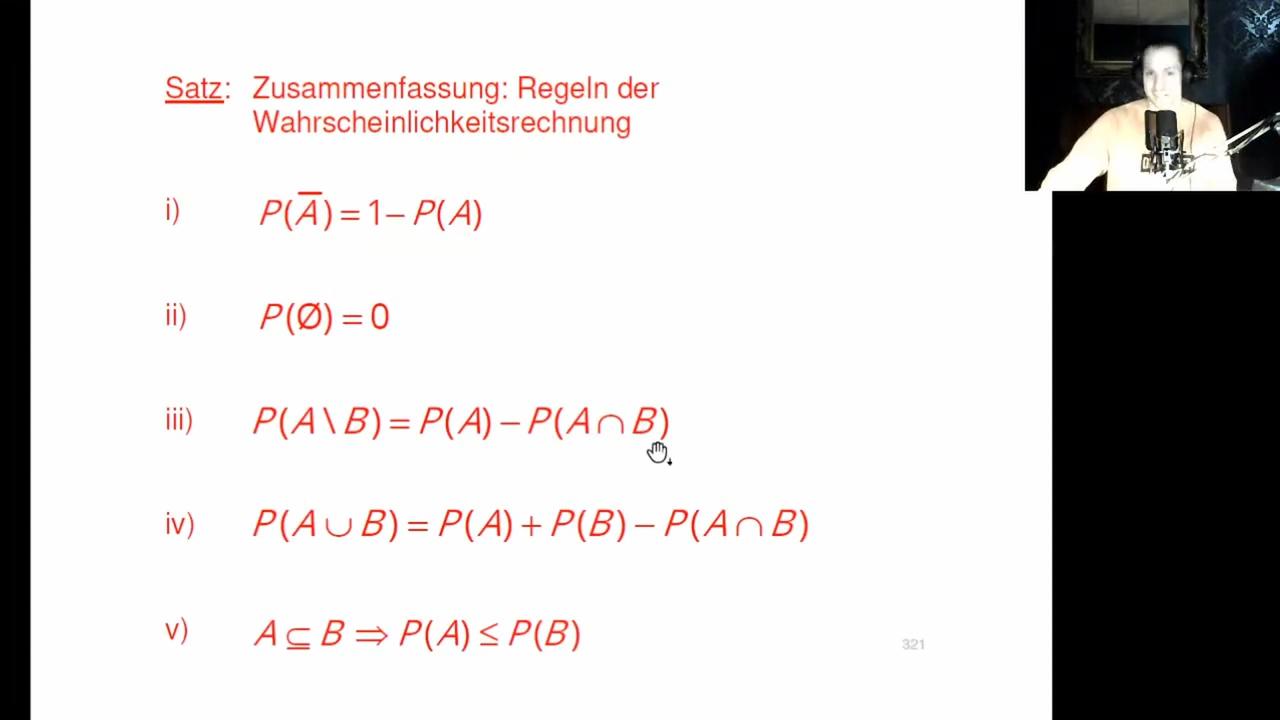 Satz: Zusammenfassung: Regeln der
Wahrscheinlichkeitsrechnung
i) P(A̅) = 1 – P(A)
ii) P(Ø) = 0
iii) P(A \ B) = P(A) – P(A ∩ B)
iv) P(A ∪ B) = P(A) + P(B) – P(A ∩ B)
v) A ⊆ B ⇒ P(A) ≤ P(B)
321